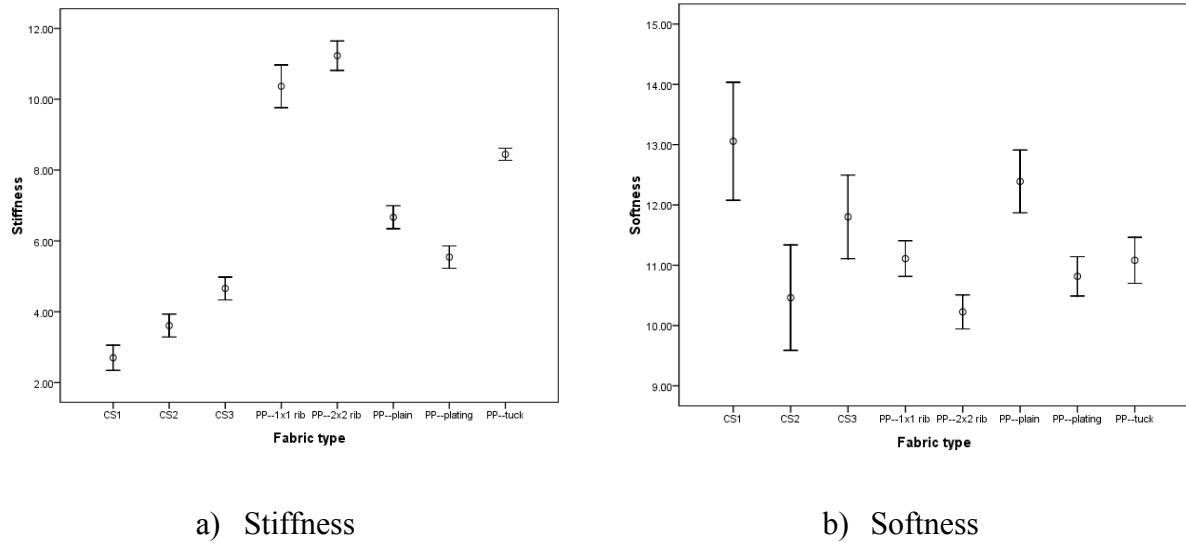 12.00
10.00
8.00
6.00
4.00
2.00
Stiffness
CS1 CS2 CS3 PP--1x1 rib PP--2x2 rib PP--plain PP--plating PP--tuck
Fabric type
15.00
14.00
13.00
12.00
11.00
10.00
9.00
Softness
CS1 CS2 CS3 PP--1x1 rib PP--2x2 rib PP--plain PP--plating PP--tuck
Fabric type
a) Stiffness
b) Softness